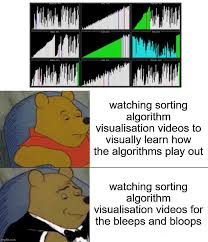 watching sorting
algorithm
visualisation videos to
visually learn how
the algorithms play out
watching sorting
algorithm
visualisation videos for
the bleeps and bloops